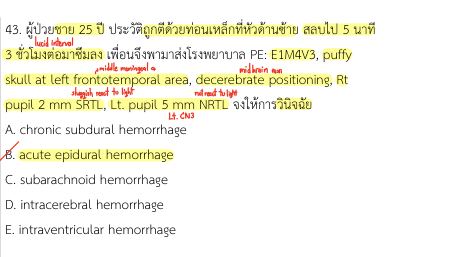 43. ผู้ป่วยชาย 25 ปี ประวัติถูกตีด้วยท่อนเหล็กที่หัวด้านซ้าย สลบไป 5 นาที
lucid interval
3 ชั่วโมงต่อมาซึมลง เพื่อนจึงพามาส่งโรงพยาบาล PE: E1M4V3, puffy
middle meningeal a
skull at left frontotemporal area, decerebrate positioning, Rt
sluggish react to light
not react to light
pupil 2 mm SRTL, Lt. pupil 5 mm NRTL จงให้การวินิจฉัย
Lt. CN3
A. chronic subdural hemorrhage
B. acute epidural hemorrhage
C. subarachnoid hemorrhage
D. intracerebral hemorrhage
E. intraventricular hemorrhage